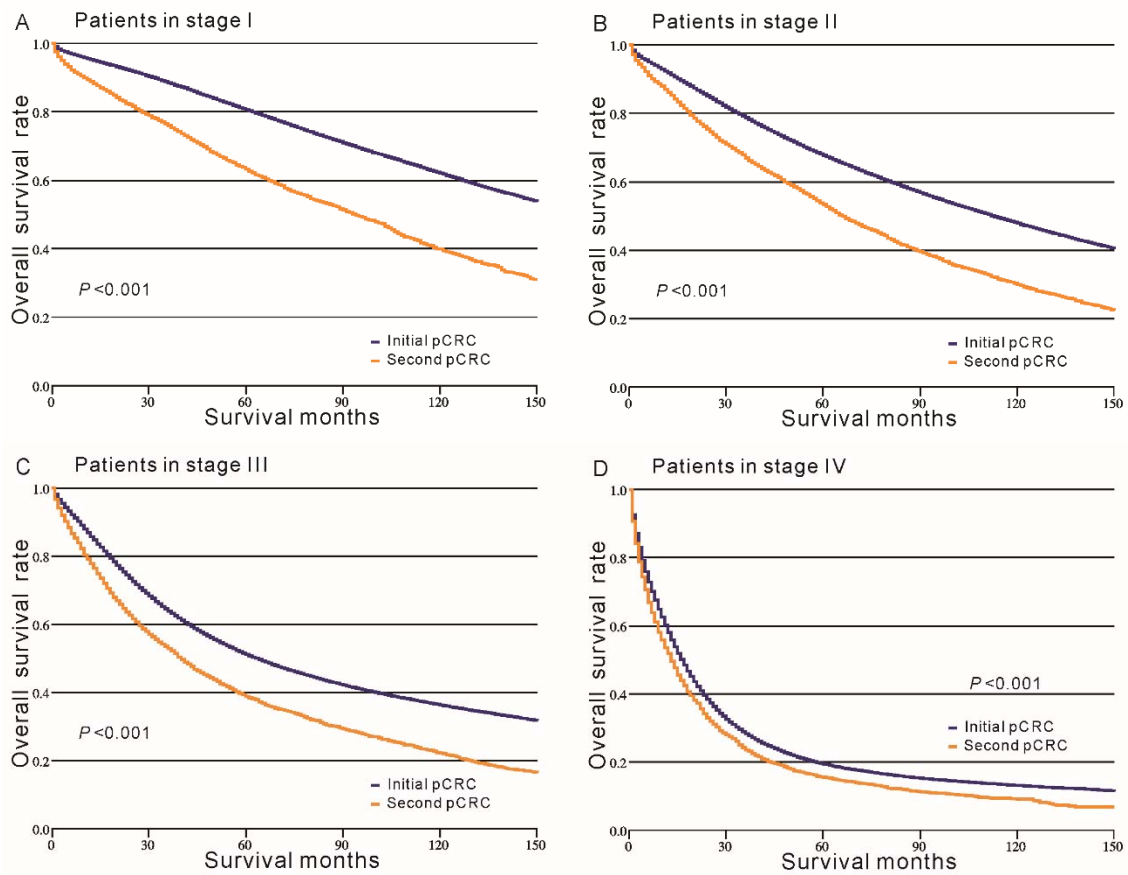 A Patients in stage I
Overall survival rate
1.0
0.8
0.6
0.4
0.2
0.0
P<0.001
Initial pCRC
Second pCRC
0 30 60 90 120 150
Survival months
B Patients in stage II
Overall survival rate
1.0
0.8
0.6
0.4
0.2
0.0
P<0.001
Initial pCRC
Second pCRC
0 30 60 90 120 150
Survival months
C Patients in stage III
Overall survival rate
1.0
0.8
0.6
0.4
0.2
0.0
P<0.001
Initial pCRC
Second pCRC
0 30 60 90 120 150
Survival months
D Patients in stage IV
Overall survival rate
1.0
0.8
0.6
0.4
0.2
0.0
P<0.001
Initial pCRC
Second pCRC
0 30 60 90 120 150
Survival months